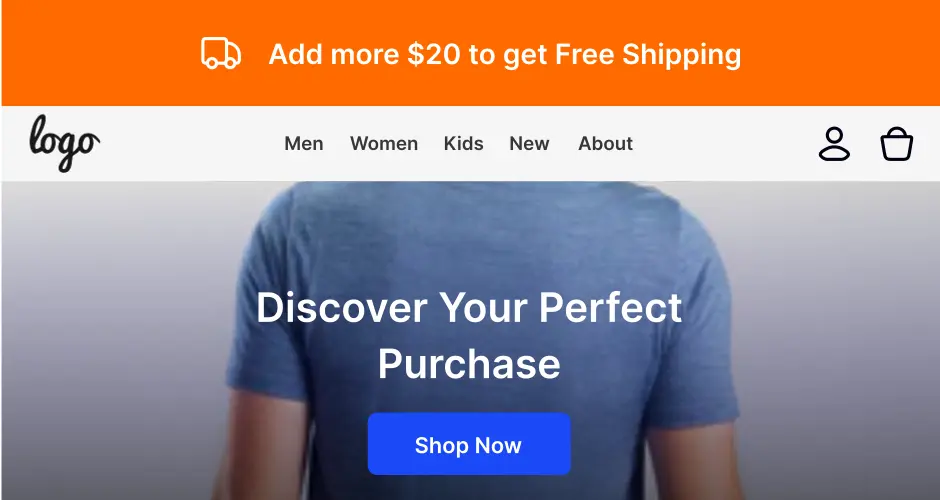 Add more $20 to get Free Shipping
logo
Men Women Kids New About
Discover Your Perfect
Purchase
Shop Now